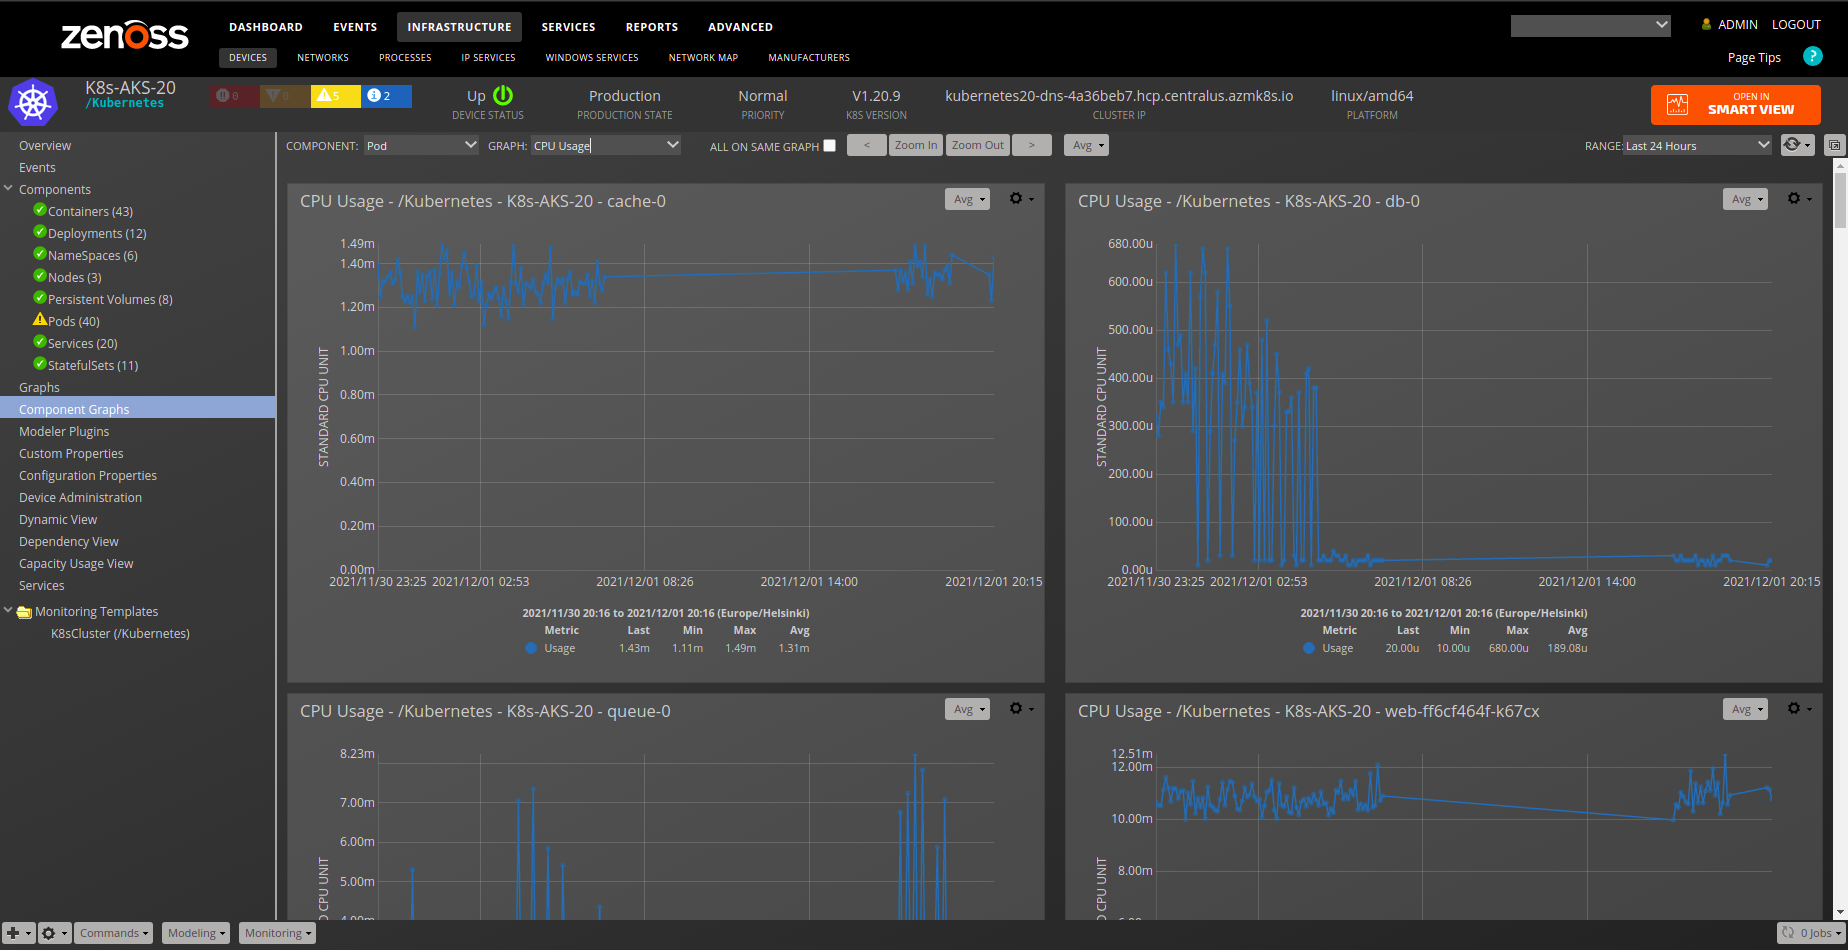 zenoss
DASHBOARD EVENTS INFRASTRUCTURE SERVICES REPORTS ADVANCED
ADMIN LOGOUT
DEVICES NETWORKS PROCESSES IP SERVICES WINDOWS SERVICES NETWORK MAP MANUFACTURERS
Page Tips ?
K8s-AKS-20
/Kubernetes
0 0 5 2
Up
DEVICE STATUS
Production
PRODUCTION STATE
Normal
PRIORITY
V1.20.9
K8S VERSION
kubernetes20-dns-4a36beb7.hcp.centralus.azmk8s.io
CLUSTER IP
linux/amd64
PLATFORM
OPEN IN
SMART VIEW
Overview
Events
Components
Containers (43)
Deployments (12)
NameSpaces (6)
Nodes (3)
Persistent Volumes (8)
Pods (40)
Services (20)
StatefulSets (11)
Graphs
Component Graphs
Modeler Plugins
Custom Properties
Configuration Properties
Device Administration
Dynamic View
Dependency View
Capacity Usage View
Services
Monitoring Templates
K8sCluster (/Kubernetes)
COMPONENT: Pod GRAPH: CPU Usage ALL ON SAME GRAPH < Zoom In Zoom Out > Avg RANGE: Last 24 Hours
CPU Usage - /Kubernetes - K8s-AKS-20 - cache-0
Avg
1.49m
1.40m
1.20m
1.00m
0.80m
0.60m
0.40m
0.20m
0.00m
STANDARD CPU UNIT
2021/11/30 23:25 2021/12/01 02:53 2021/12/01 08:26 2021/12/01 14:00 2021/12/01 20:15
2021/11/30 20:16 to 2021/12/01 20:16 (Europe/Helsinki)
Metric Last Min Max Avg
Usage 1.43m 1.11m 1.49m 1.31m
CPU Usage - /Kubernetes - K8s-AKS-20 - db-0
Avg
680.00u
600.00u
500.00u
400.00u
300.00u
200.00u
100.00u
0.00u
STANDARD CPU UNIT
2021/11/30 23:25 2021/12/01 02:53 2021/12/01 08:26 2021/12/01 14:00 2021/12/01 20:15
2021/11/30 20:16 to 2021/12/01 20:16 (Europe/Helsinki)
Metric Last Min Max Avg
Usage 20.00u 10.00u 680.00u 189.08u
CPU Usage - /Kubernetes - K8s-AKS-20 - queue-0
Avg
8.23m
7.00m
6.00m
5.00m
4.00m
CPU UNIT
CPU Usage - /Kubernetes - K8s-AKS-20 - web-ff6cf464f-k67cx
Avg
12.51m
12.00m
10.00m
8.00m
CPU UNIT
Commands Modeling Monitoring
0 Jobs